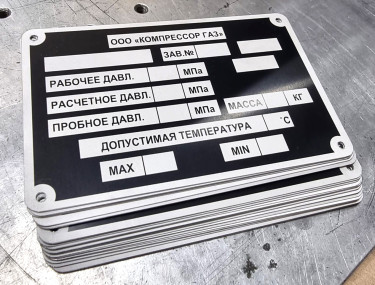 ООО «КОМПРЕССОР ГАЗ»
ЗАВ.№
РАБОЧЕЕ ДАВЛ. МПа
РАСЧЕТНОЕ ДАВЛ. МПа
ПРОБНОЕ ДАВЛ. МПа МАССА КГ
ДОПУСТИМАЯ ТЕМПЕРАТУРА °C
MAX MIN